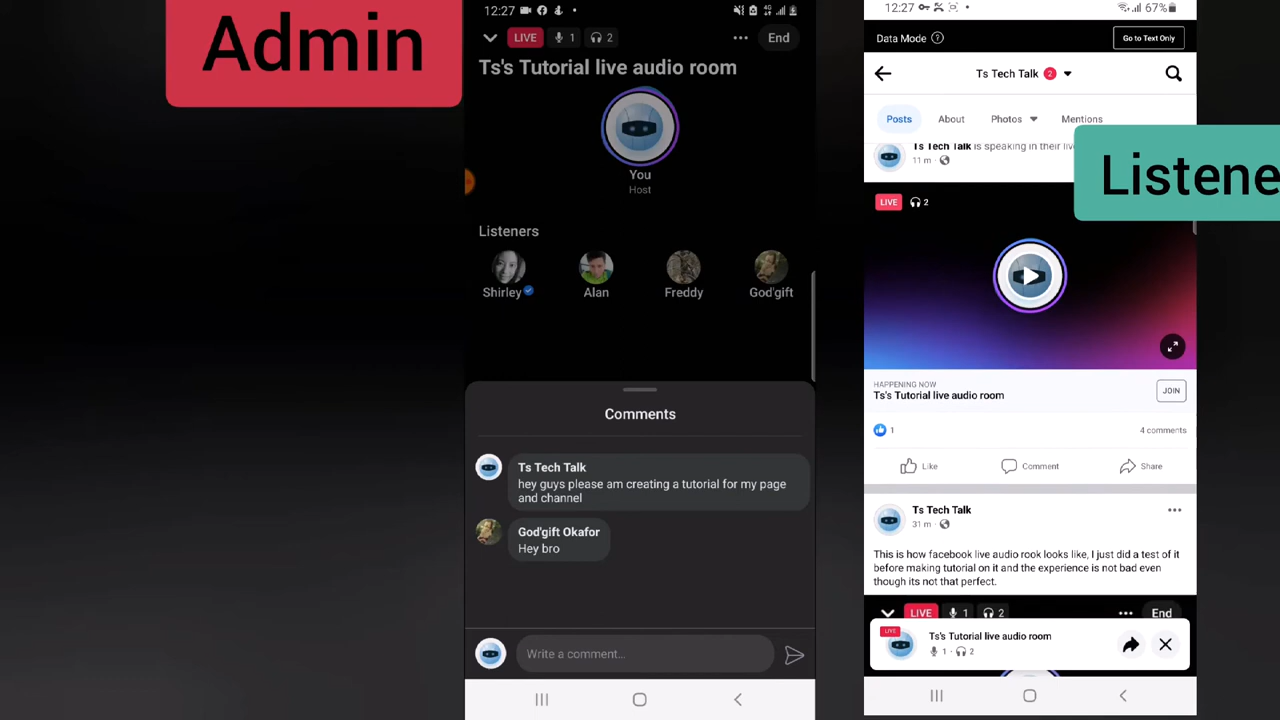 Admin
12:27
LIVE 1 2 End
Ts's Tutorial live audio room
You
Host
Listeners
Shirley Alan Freddy God'gift
Comments
Ts Tech Talk
hey guys please am creating a tutorial for my page
and channel
God'gift Okafor
Hey bro
Write a comment...
12:27 67%
Data Mode Go to Text Only
Ts Tech Talk 2
Posts About Photos Mentions
Ts Tech Talk is speaking in their live
11 m
Listene
LIVE 2
HAPPENING NOW
Ts's Tutorial live audio room
JOIN
1 4 comments
Like Comment Share
Ts Tech Talk
31 m
This is how facebook live audio rook looks like, I just did a test of it
before making tutorial on it and the experience is not bad even
though its not that perfect.
LIVE 1 2 End
LIVE
Ts's Tutorial live audio room
1 · 2